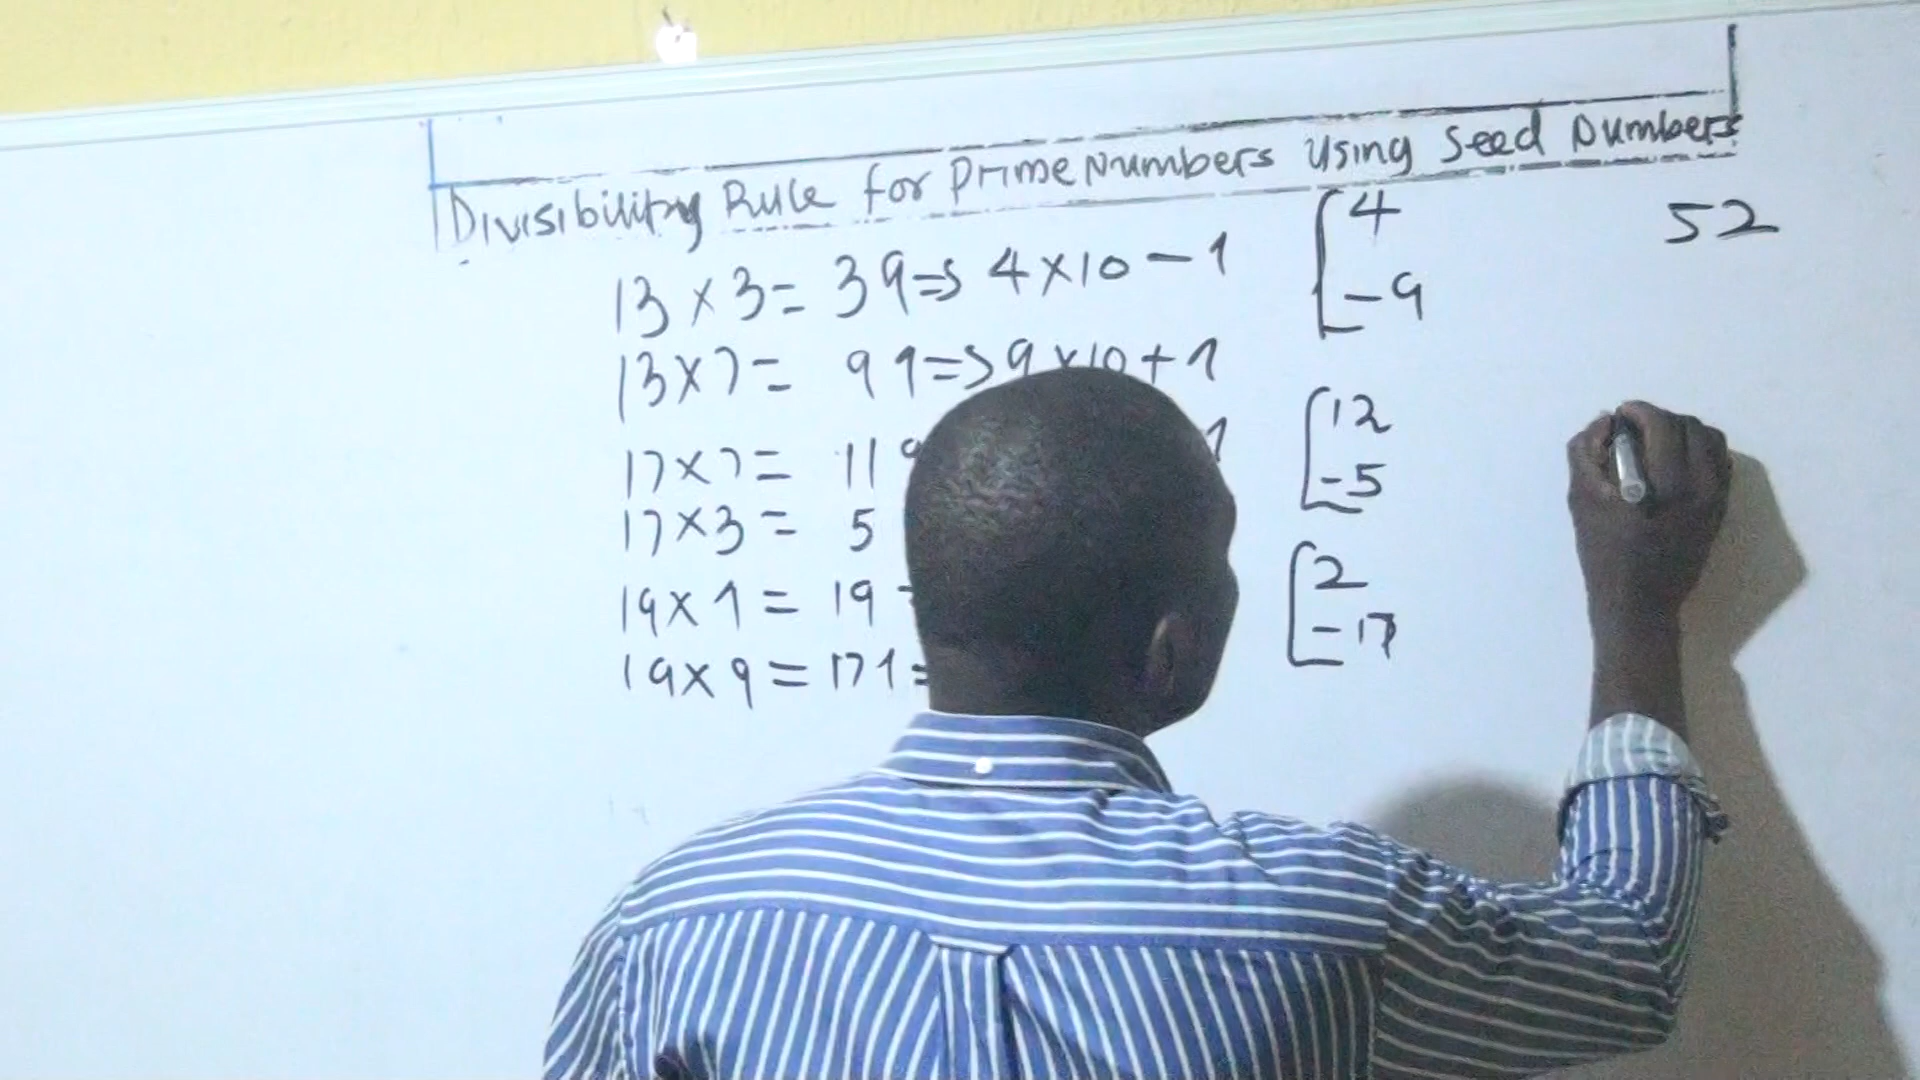 Divisibility Rule for Prime Numbers Using Seed Numbers
13 × 3 = 39 => 4×10 - 1 [4 52
-9
13×7 = 91 => 9×10 + 1
17×7 = 119 1 [12
17×3 = 5 -5
19×1 = 19 [2
-17
19×9 = 171 =